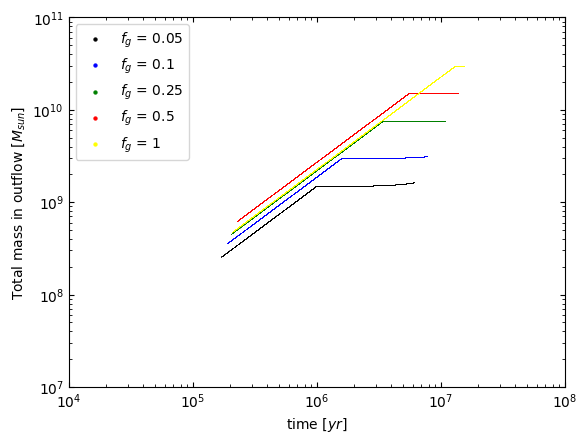 10^11
10^10
10^9
10^8
10^7
Total mass in outflow [M_sun]
f_g = 0.05
f_g = 0.1
f_g = 0.25
f_g = 0.5
f_g = 1
10^4 10^5 10^6 10^7 10^8
time [yr]